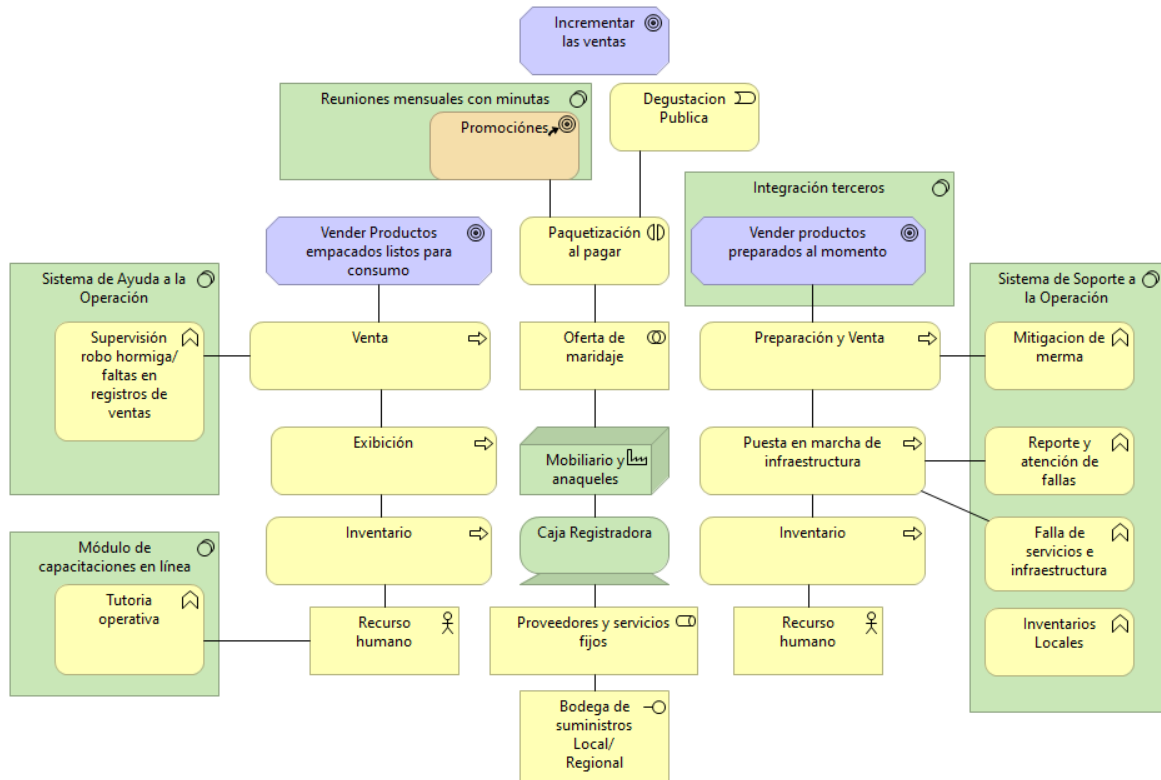 Incrementar
las ventas
Reuniones mensuales con minutas
Promociónes
Degustacion
Publica
Integración terceros
Vender Productos
empacados listos para
consumo
Paquetización
al pagar
Vender productos
preparados al momento
Sistema de Ayuda a la
Operación
Supervisión
robo hormiga/
faltas en
registros de
ventas
Venta
Oferta de
maridaje
Preparación y Venta
Sistema de Soporte a
la Operación
Mitigacion de
merma
Exibición
Mobiliario y
anaqueles
Puesta en marcha de
infraestructura
Reporte y
atención de
fallas
Inventario
Caja Registradora
Inventario
Falla de
servicios e
infraestructura
Módulo de
capacitaciones en línea
Tutoria
operativa
Recurso
humano
Proveedores y servicios
fijos
Recurso
humano
Inventarios
Locales
Bodega de
suministros
Local/
Regional